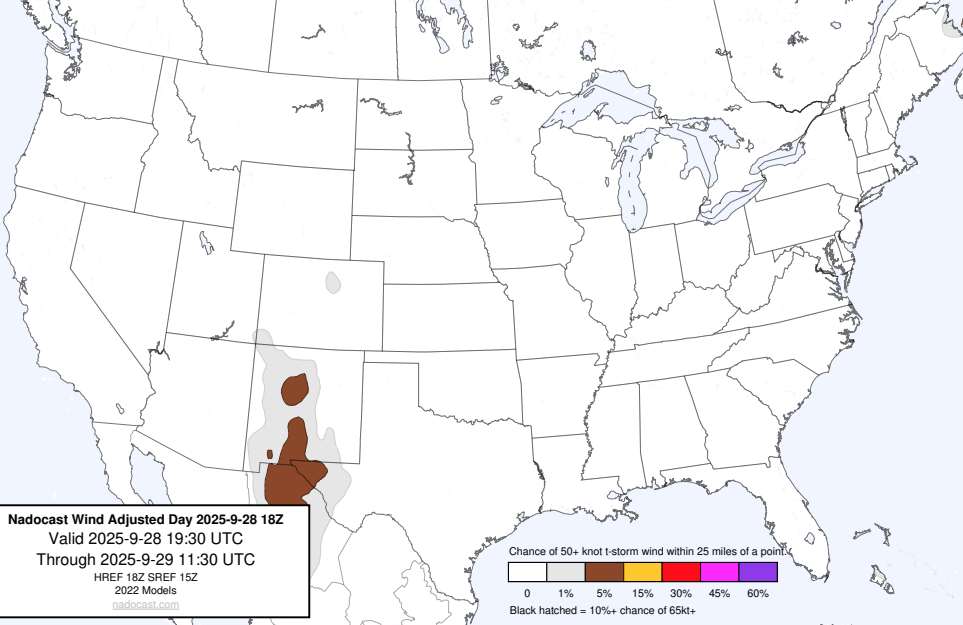 Nadocast Wind Adjusted Day 2025-9-28 18Z
Valid 2025-9-28 19:30 UTC
Through 2025-9-29 11:30 UTC
HREF 18Z SREF 15Z
2022 Models
nadocast.com
Chance of 50+ knot t-storm wind within 25 miles of a point.
0 1% 5% 15% 30% 45% 60%
Black hatched = 10%+ chance of 65kt+